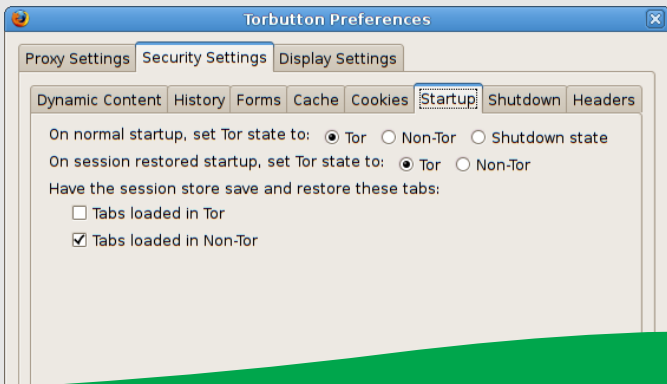 Torbutton Preferences
Proxy Settings Security Settings Display Settings
Dynamic Content History Forms Cache Cookies Startup Shutdown Headers
On normal startup, set Tor state to: Tor Non-Tor Shutdown state
On session restored startup, set Tor state to: Tor Non-Tor
Have the session store save and restore these tabs:
Tabs loaded in Tor
Tabs loaded in Non-Tor